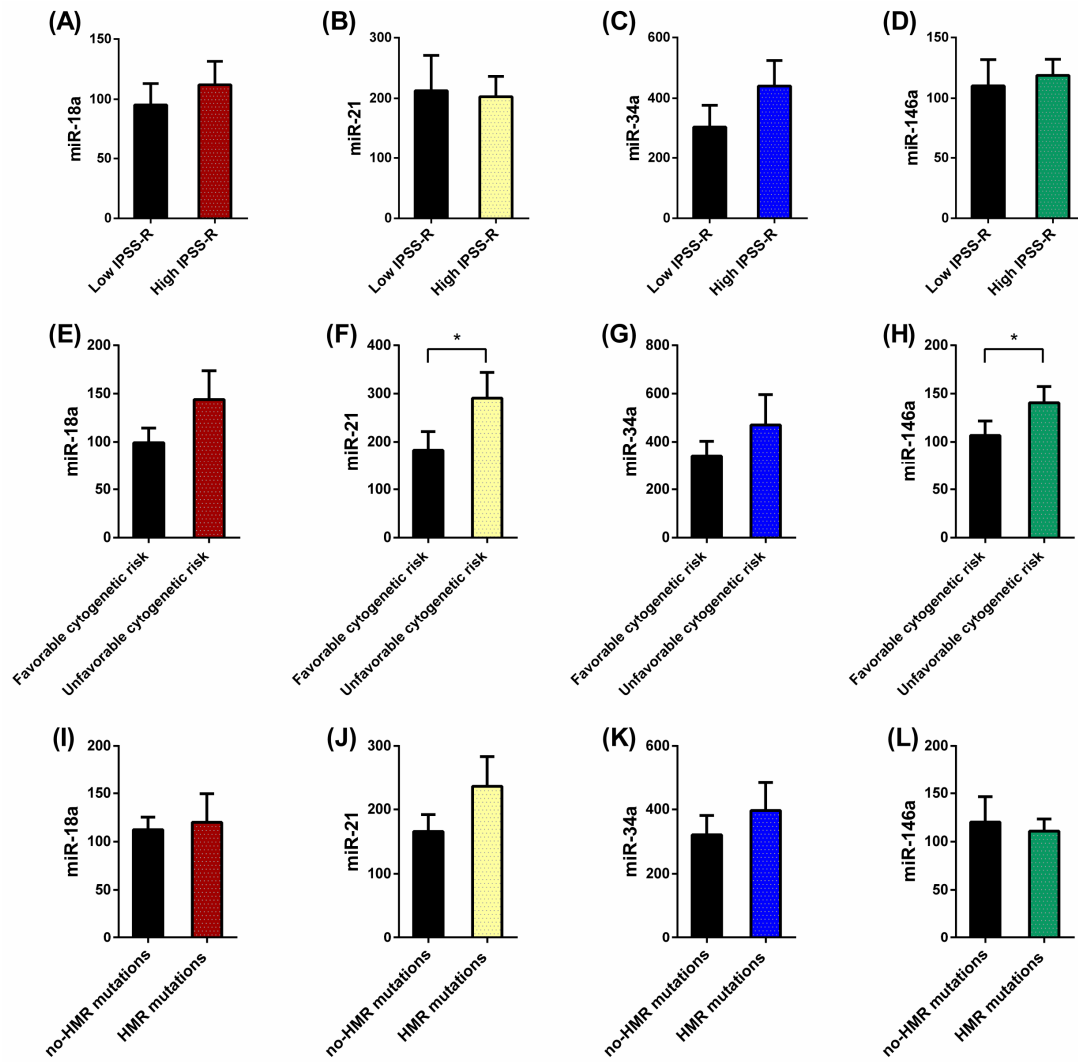 (A)
150
100
50
0
miR-18a
Low IPSS-R
High IPSS-R
(B)
300
200
100
0
miR-21
Low IPSS-R
High IPSS-R
(C)
600
400
200
0
miR-34a
Low IPSS-R
High IPSS-R
(D)
150
100
50
0
miR-146a
Low IPSS-R
High IPSS-R
(E)
200
150
100
50
0
miR-18a
Favorable cytogenetic risk
Unfavorable cytogenetic risk
(F)
400
300
200
100
0
miR-21
*
Favorable cytogenetic risk
Unfavorable cytogenetic risk
(G)
800
600
400
200
0
miR-34a
Favorable cytogenetic risk
Unfavorable cytogenetic risk
(H)
200
150
100
50
0
miR-146a
*
Favorable cytogenetic risk
Unfavorable cytogenetic risk
(I)
200
150
100
50
0
miR-18a
no-HMR mutations
HMR mutations
(J)
300
200
100
0
miR-21
no-HMR mutations
HMR mutations
(K)
600
400
200
0
miR-34a
no-HMR mutations
HMR mutations
(L)
200
150
100
50
0
miR-146a
no-HMR mutations
HMR mutations